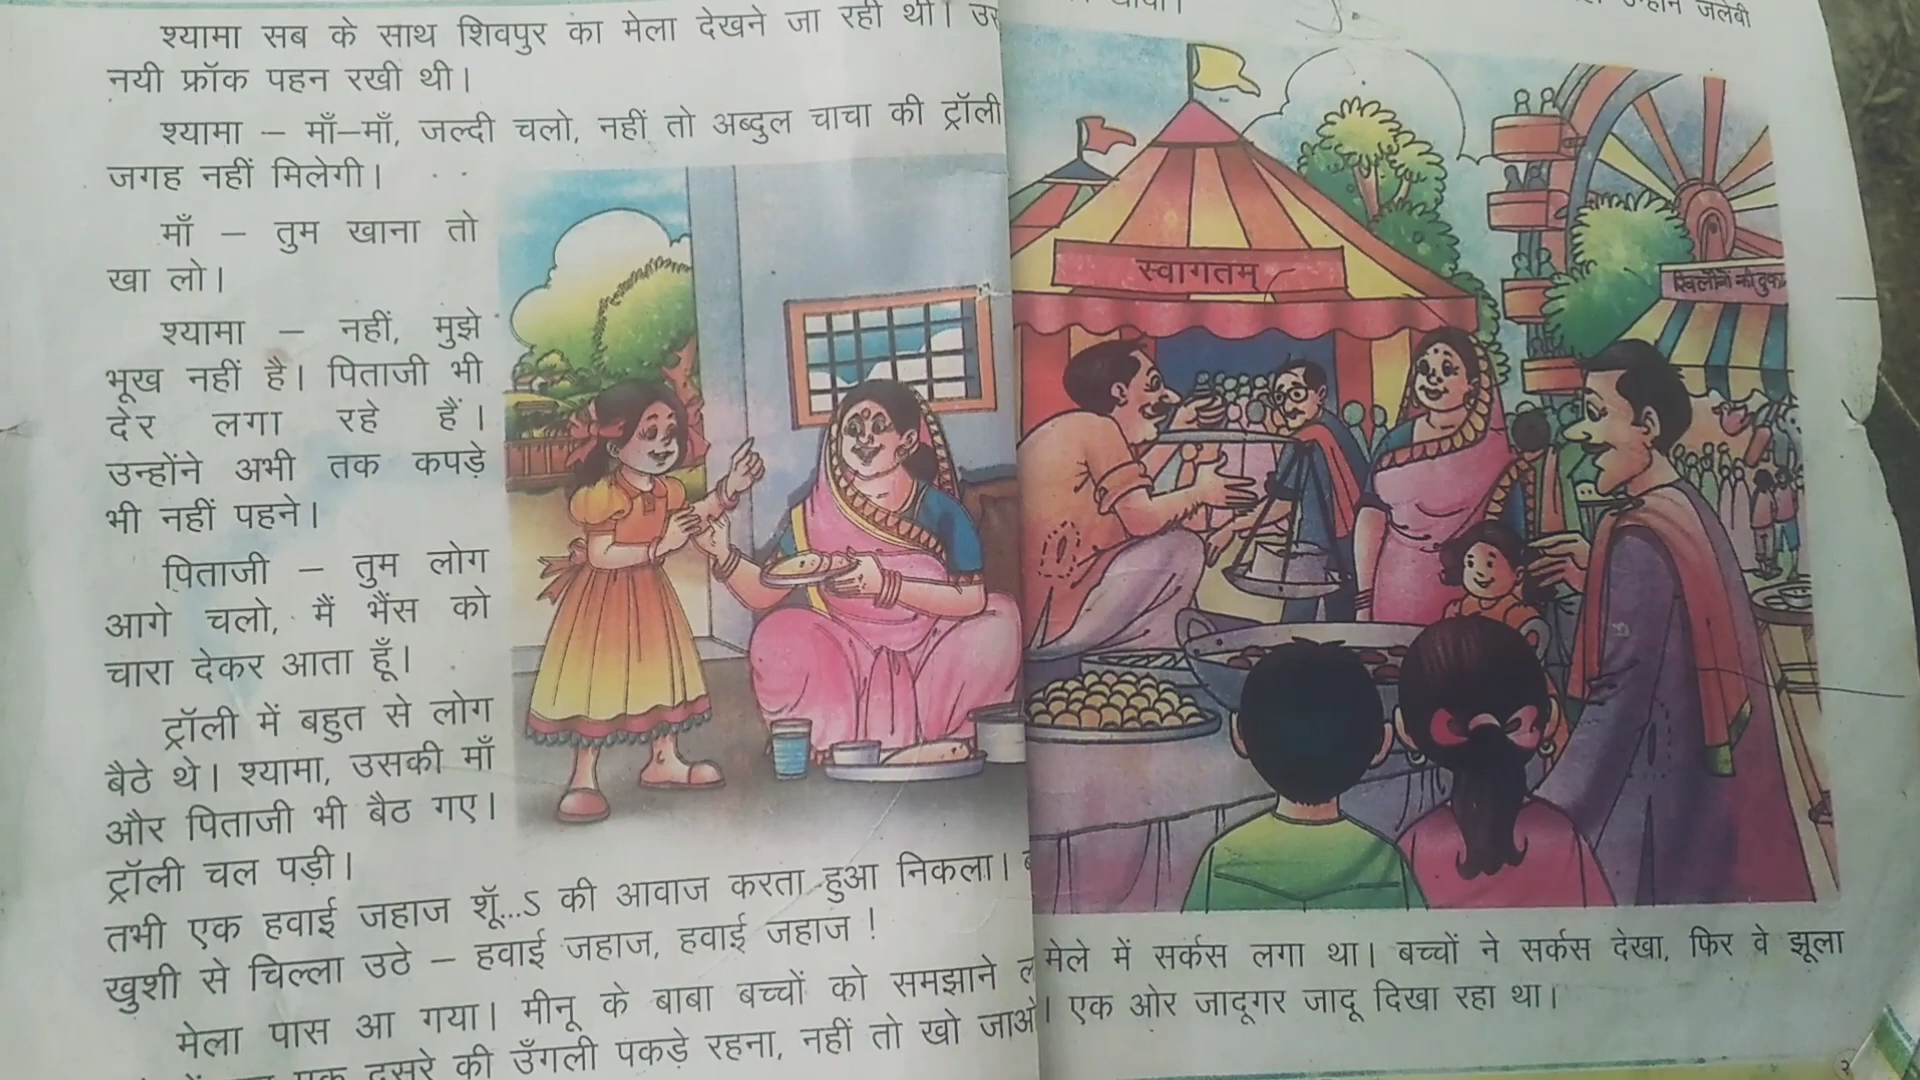 श्यामा सब के साथ शिवपुर का मेला देखने जा रही थी।
नयी फ्रॉक पहन रखी थी।
श्यामा – माँ–माँ, जल्दी चलो, नहीं तो अब्दुल चाचा की ट्रॉली
जगह नहीं मिलेगी।
माँ – तुम खाना तो
खा लो।
श्यामा – नहीं, मुझे
भूख नहीं है। पिताजी भी
देर लगा रहे हैं।
उन्होंने अभी तक कपड़े
भी नहीं पहने।
पिताजी – तुम लोग
आगे चलो, मैं भैंस को
चारा देकर आता हूँ।
ट्रॉली में बहुत से लोग
बैठे थे। श्यामा, उसकी माँ
और पिताजी भी बैठ गए।
ट्रॉली चल पड़ी।
तभी एक हवाई जहाज शूँ...ऽ की आवाज करता हुआ निकला।
खुशी से चिल्ला उठे – हवाई जहाज, हवाई जहाज !
मेला पास आ गया। मीनू के बाबा बच्चों को समझाने
एक दूसरे की उँगली पकड़े रहना, नहीं तो खो जाओ
जलेबी
स्वागतम्
खिलौनों की दुकान
मेले में सर्कस लगा था। बच्चों ने सर्कस देखा, फिर वे झूला
। एक ओर जादूगर जादू दिखा रहा था।